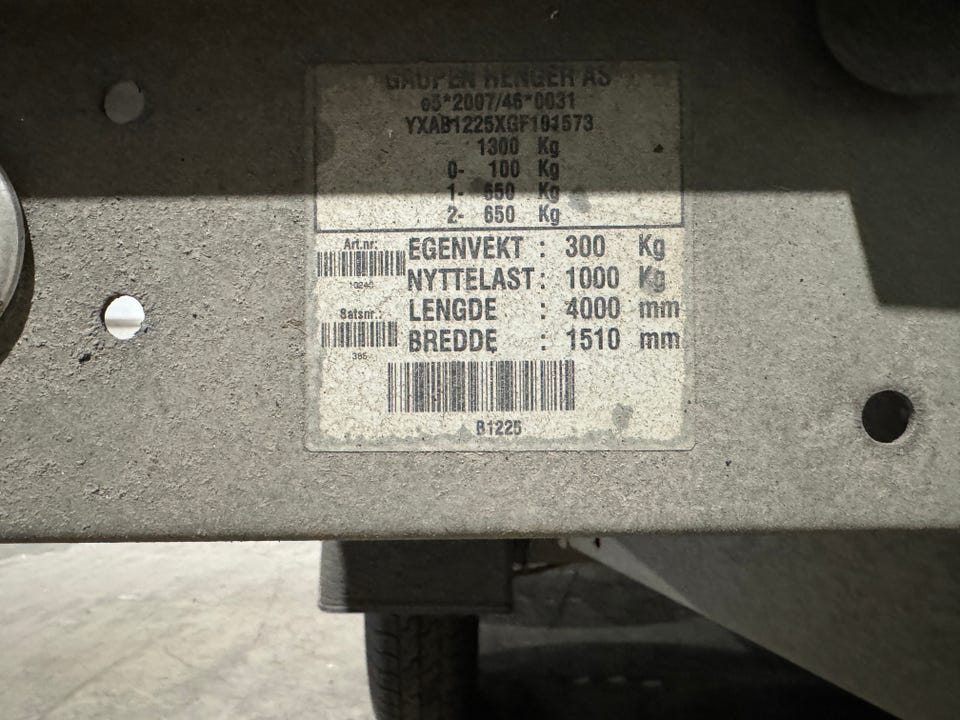 GAUPEN HENGER AS
e5*2007/46*0031
YXAB1225XGF101573
1300 Kg
0- 100 Kg
1- 650 Kg
2- 650 Kg
Art.nr:
EGENVEKT : 300 Kg
10240
NYTTELAST : 1000 Kg
Satsnr.:
LENGDE : 4000 mm
385
BREDDE : 1510 mm
B1225